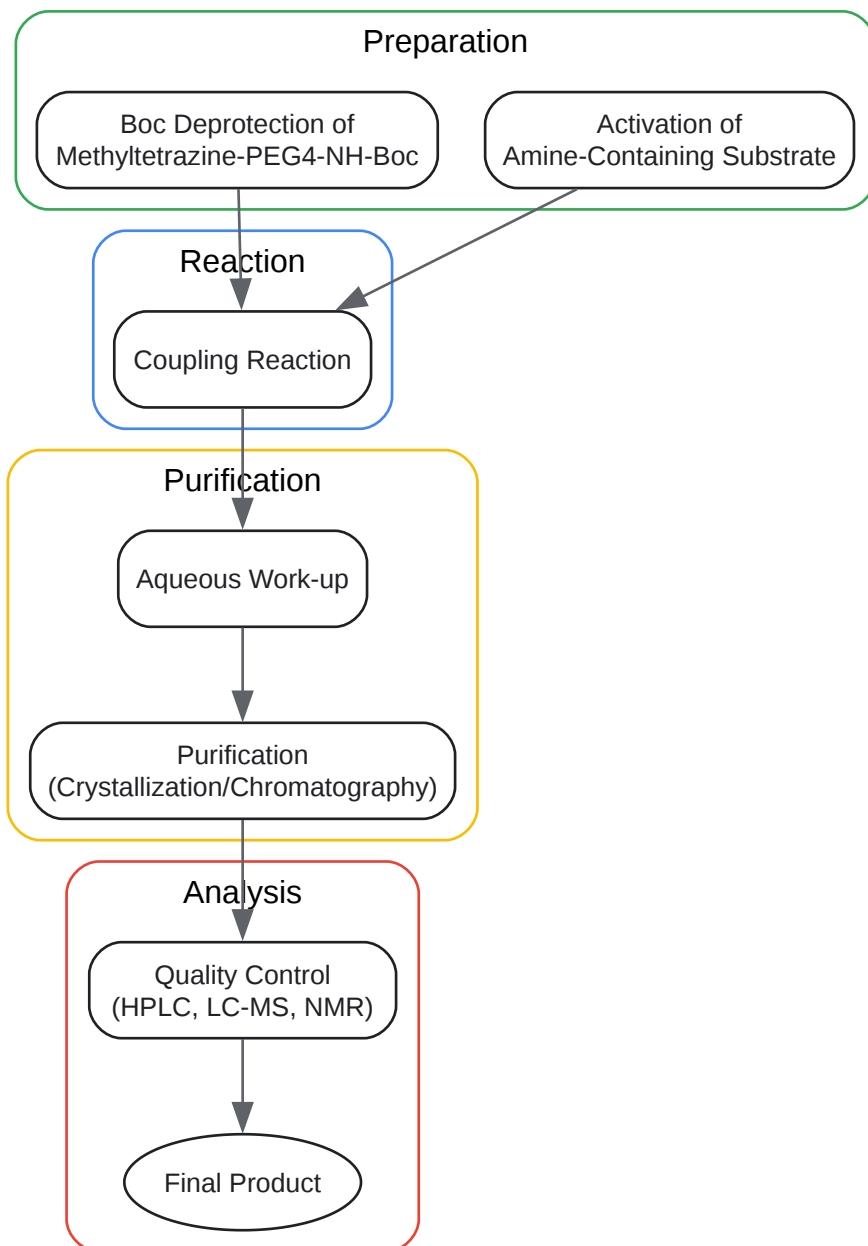 Preparation
Boc Deprotection of
Methyltetrazine-PEG4-NH-Boc
Activation of
Amine-Containing Substrate
Reaction
Coupling Reaction
Purification
Aqueous Work-up
Purification
(Crystallization/Chromatography)
Analysis
Quality Control
(HPLC, LC-MS, NMR)
Final Product